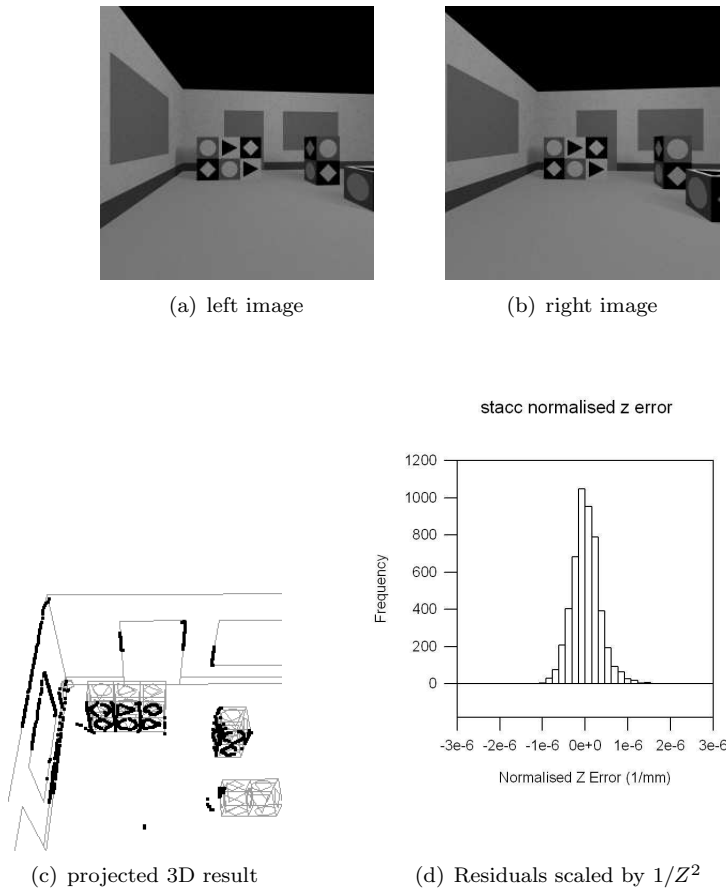 (a) left image
(b) right image
stacc normalised z error
1200
1000
800
600
400
200
0
Frequency
-3e-6 -2e-6 -1e-6 0e+0 1e-6 2e-6 3e-6
Normalised Z Error (1/mm)
(c) projected 3D result
(d) Residuals scaled by 1/Z²